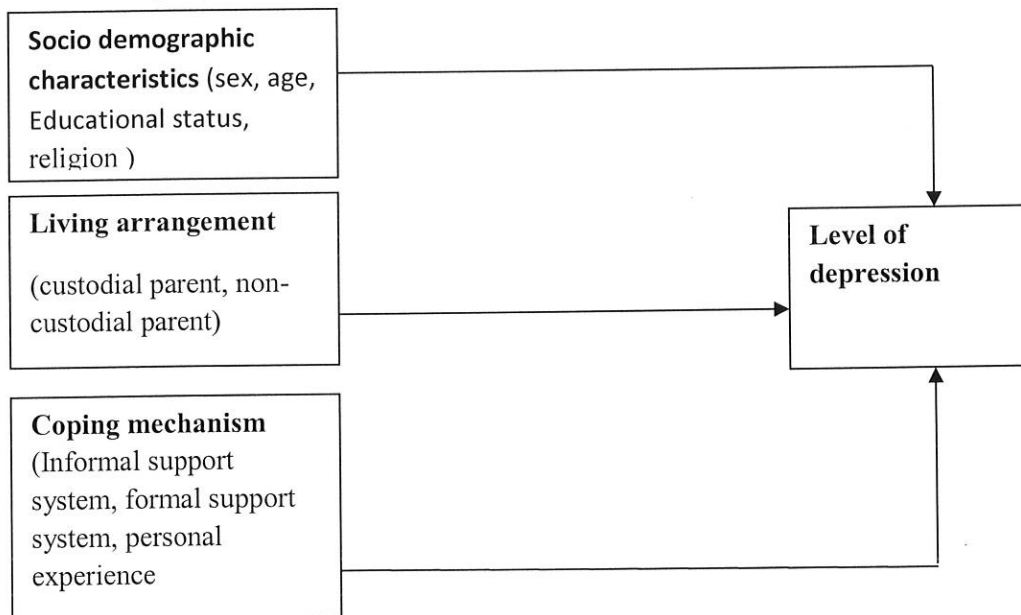 Socio demographic
characteristics (sex, age,
Educational status,
religion )
Living arrangement
(custodial parent, non-
custodial parent)
Coping mechanism
(Informal support
system, formal support
system, personal
experience
Level of
depression